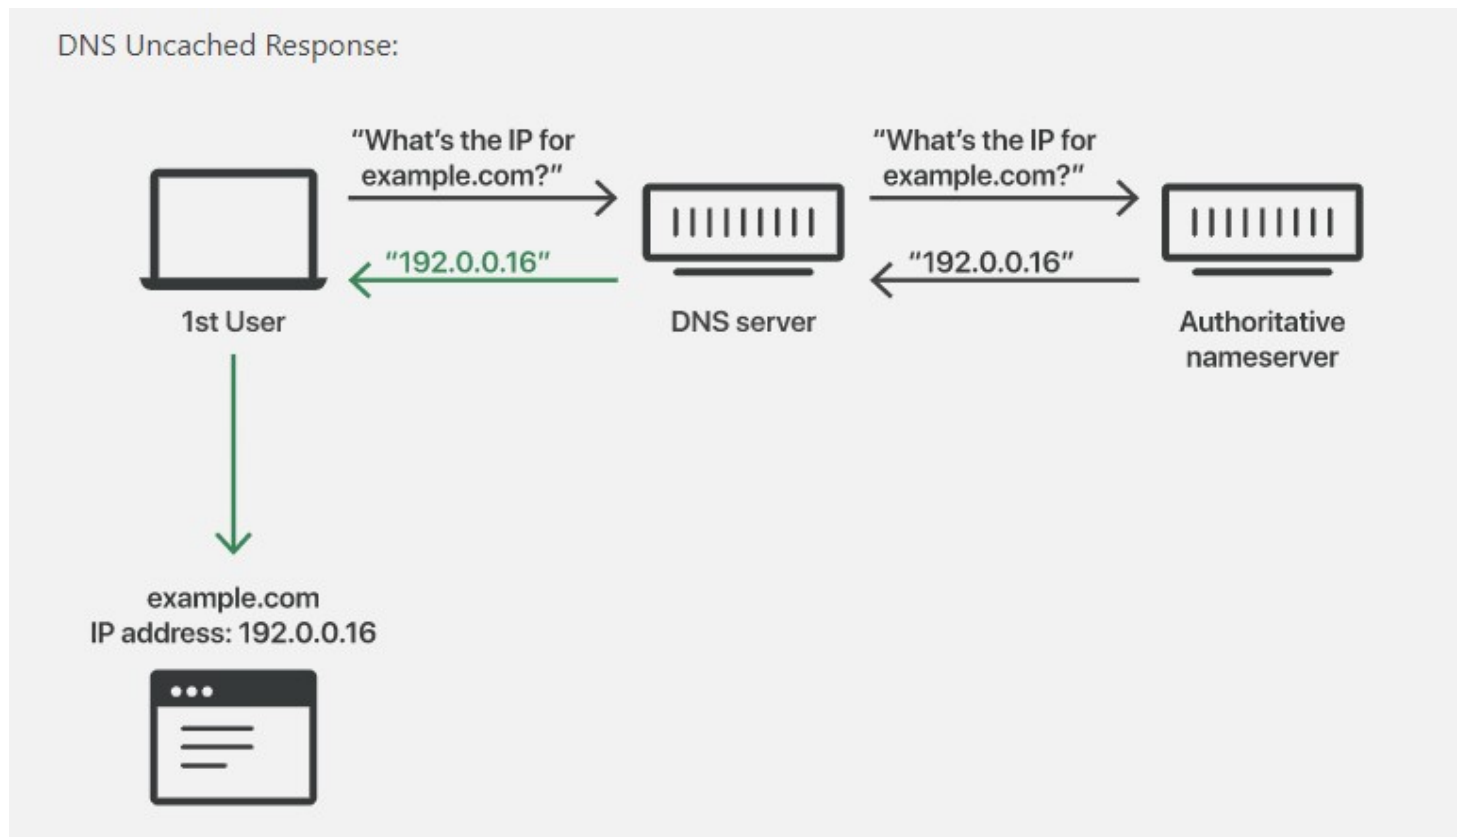 DNS Uncached Response:
“What’s the IP for
example.com?”
“What’s the IP for
example.com?”
“192.0.0.16”
“192.0.0.16”
1st User
DNS server
Authoritative
nameserver
example.com
IP address: 192.0.0.16